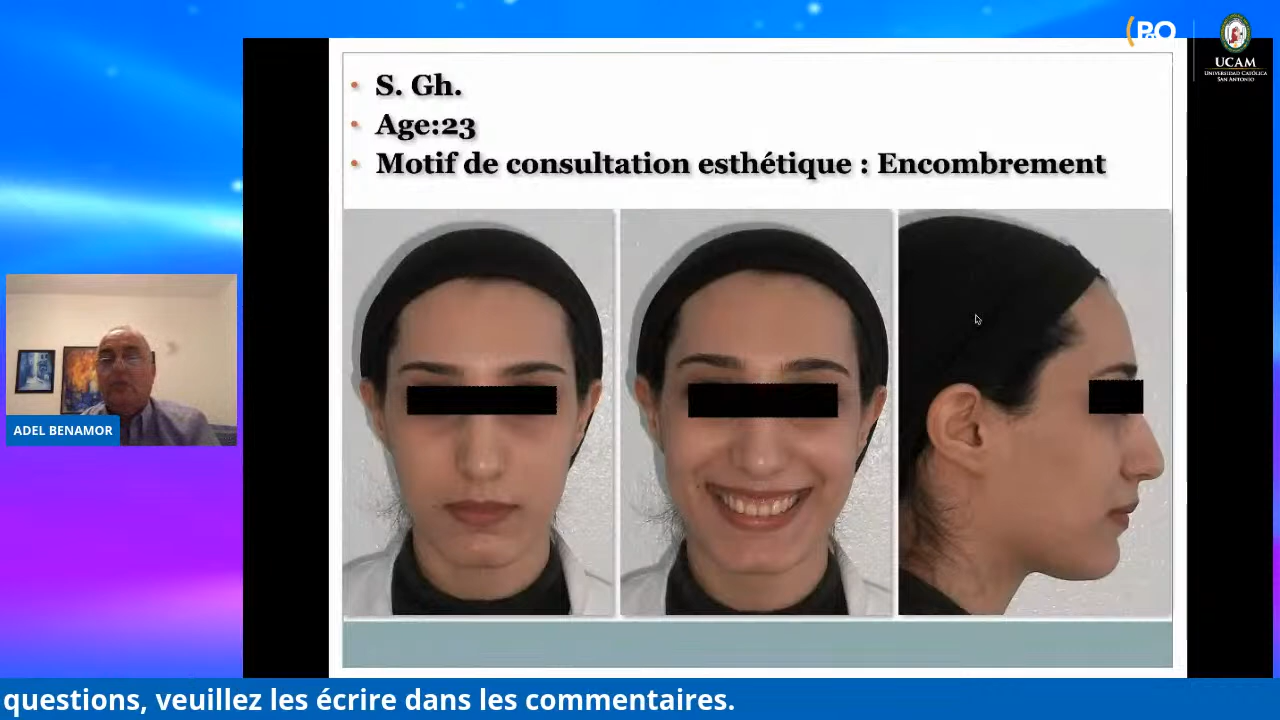 P&O
UCAM
UNIVERSIDAD CATÓLICA
SAN ANTONIO
• S. Gh.
• Age:23
• Motif de consultation esthétique : Encombrement
ADEL BENAMOR
questions, veuillez les écrire dans les commentaires.